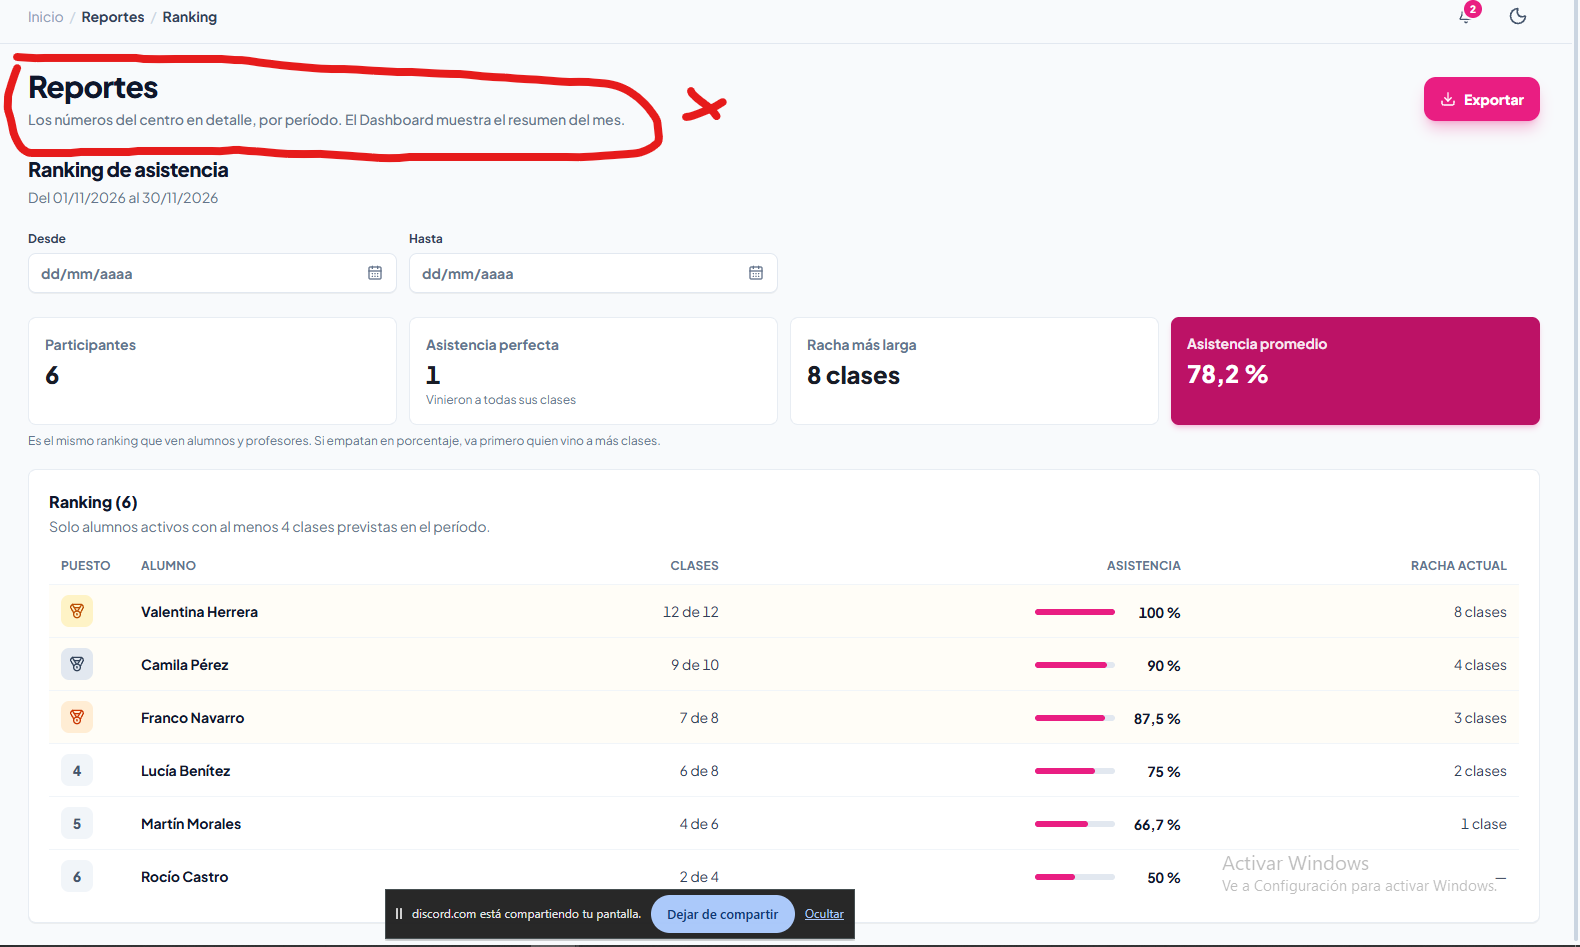 Inicio / Reportes / Ranking
2
Reportes
Los números del centro en detalle, por período. El Dashboard muestra el resumen del mes.
Exportar
Ranking de asistencia
Del 01/11/2026 al 30/11/2026
Desde
Hasta
dd/mm/aaaa
dd/mm/aaaa
Participantes
6
Asistencia perfecta
1
Vinieron a todas sus clases
Racha más larga
8 clases
Asistencia promedio
78,2 %
Es el mismo ranking que ven alumnos y profesores. Si empatan en porcentaje, va primero quien vino a más clases.
Ranking (6)
Solo alumnos activos con al menos 4 clases previstas en el período.
PUESTO ALUMNO CLASES ASISTENCIA RACHA ACTUAL
Valentina Herrera 12 de 12 100 % 8 clases
Camila Pérez 9 de 10 90 % 4 clases
Franco Navarro 7 de 8 87,5 % 3 clases
4 Lucía Benítez 6 de 8 75 % 2 clases
5 Martín Morales 4 de 6 66,7 % 1 clase
6 Rocío Castro 2 de 4 50 % —
Activar Windows
Ve a Configuración para activar Windows.
discord.com está compartiendo tu pantalla. Dejar de compartir Ocultar